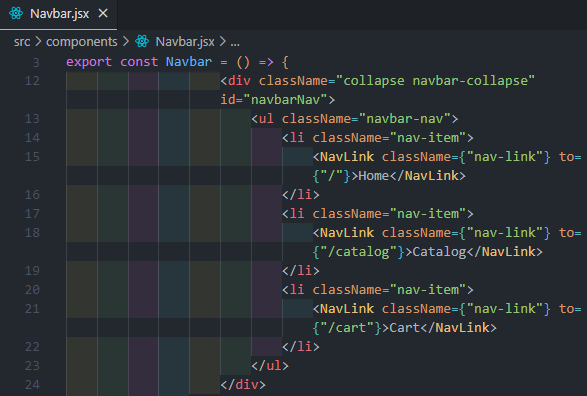 Navbar.jsx
src > components > Navbar.jsx > ...
3 export const Navbar = () => {
12 <div className="collapse navbar-collapse"
id="navbarNav">
13 <ul className="navbar-nav">
14 <li className="nav-item">
15 <NavLink className={"nav-link"} to=
{"/"}>Home</NavLink>
16 </li>
17 <li className="nav-item">
18 <NavLink className={"nav-link"} to=
{"/catalog"}>Catalog</NavLink>
19 </li>
20 <li className="nav-item">
21 <NavLink className={"nav-link"} to=
{"/cart"}>Cart</NavLink>
22 </li>
23 </ul>
24 </div>